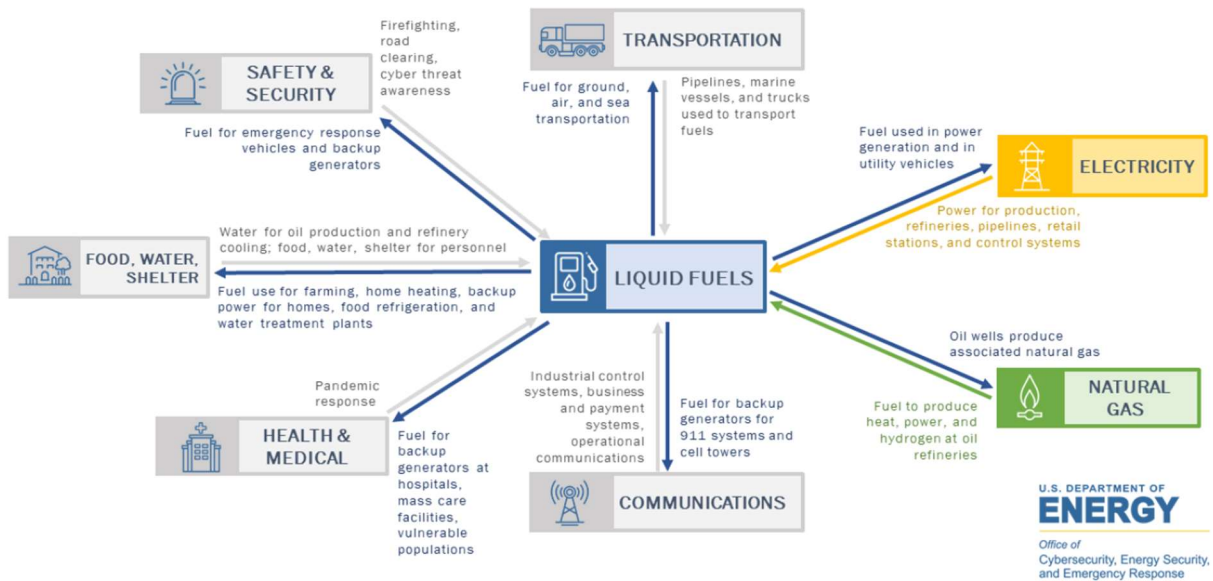 Firefighting,
road
clearing,
cyber threat
awareness
SAFETY &
SECURITY
Fuel for emergency response
vehicles and backup
generators
TRANSPORTATION
Fuel for ground,
air, and sea
transportation
Pipelines, marine
vessels, and trucks
used to transport
fuels
Fuel used in power
generation and in
utility vehicles
ELECTRICITY
Power for production,
refineries, pipelines, retail
stations, and control systems
Water for oil production and refinery
cooling; food, water, shelter for personnel
FOOD, WATER,
SHELTER
Fuel use for farming, home heating, backup
power for homes, food refrigeration, and
water treatment plants
LIQUID FUELS
Oil wells produce
associated natural gas
NATURAL
GAS
Fuel to produce
heat, power, and
hydrogen at oil
refineries
Pandemic
response
HEALTH &
MEDICAL
Fuel for
backup
generators at
hospitals,
mass care
facilities,
vulnerable
populations
Industrial control
systems, business
and payment
systems,
operational
communications
Fuel for backup
generators for
911 systems and
cell towers
COMMUNICATIONS
U.S. DEPARTMENT OF
ENERGY
Office of
Cybersecurity, Energy Security,
and Emergency Response